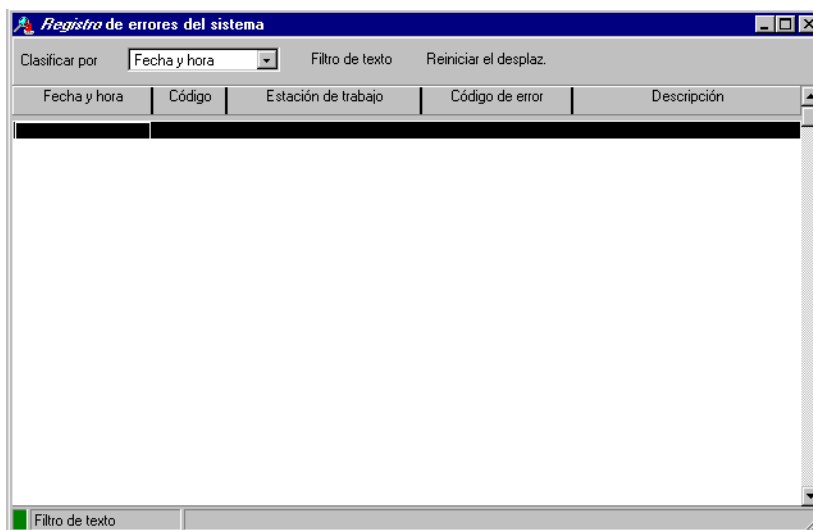 Registro de errores del sistema
Clasificar por Fecha y hora Filtro de texto Reiniciar el desplaz.
Fecha y hora Código Estación de trabajo Código de error Descripción
Filtro de texto